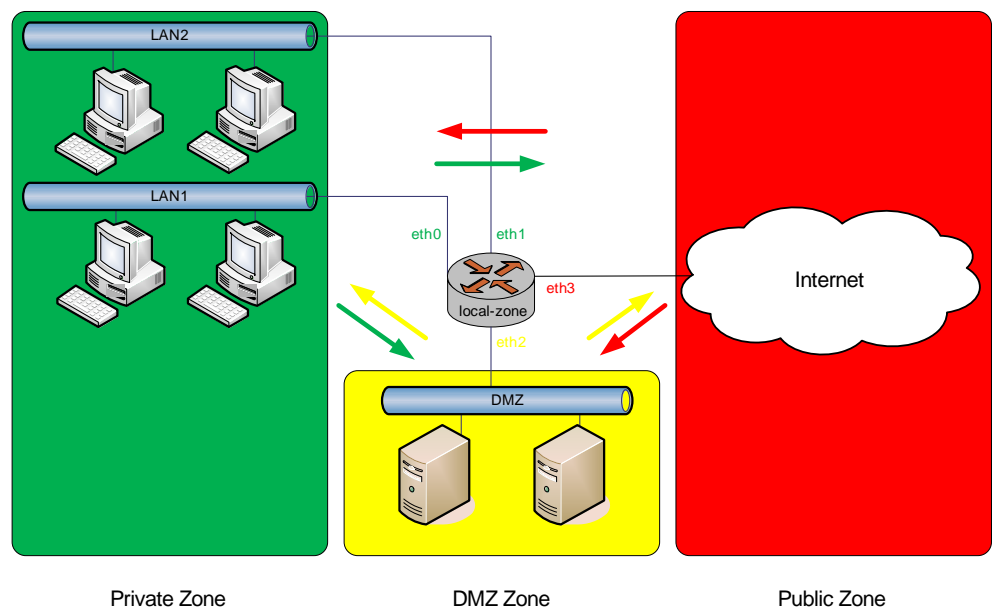 LAN2
LAN1
eth0
eth1
eth3
local-zone
eth2
Internet
DMZ
Private Zone
DMZ Zone
Public Zone